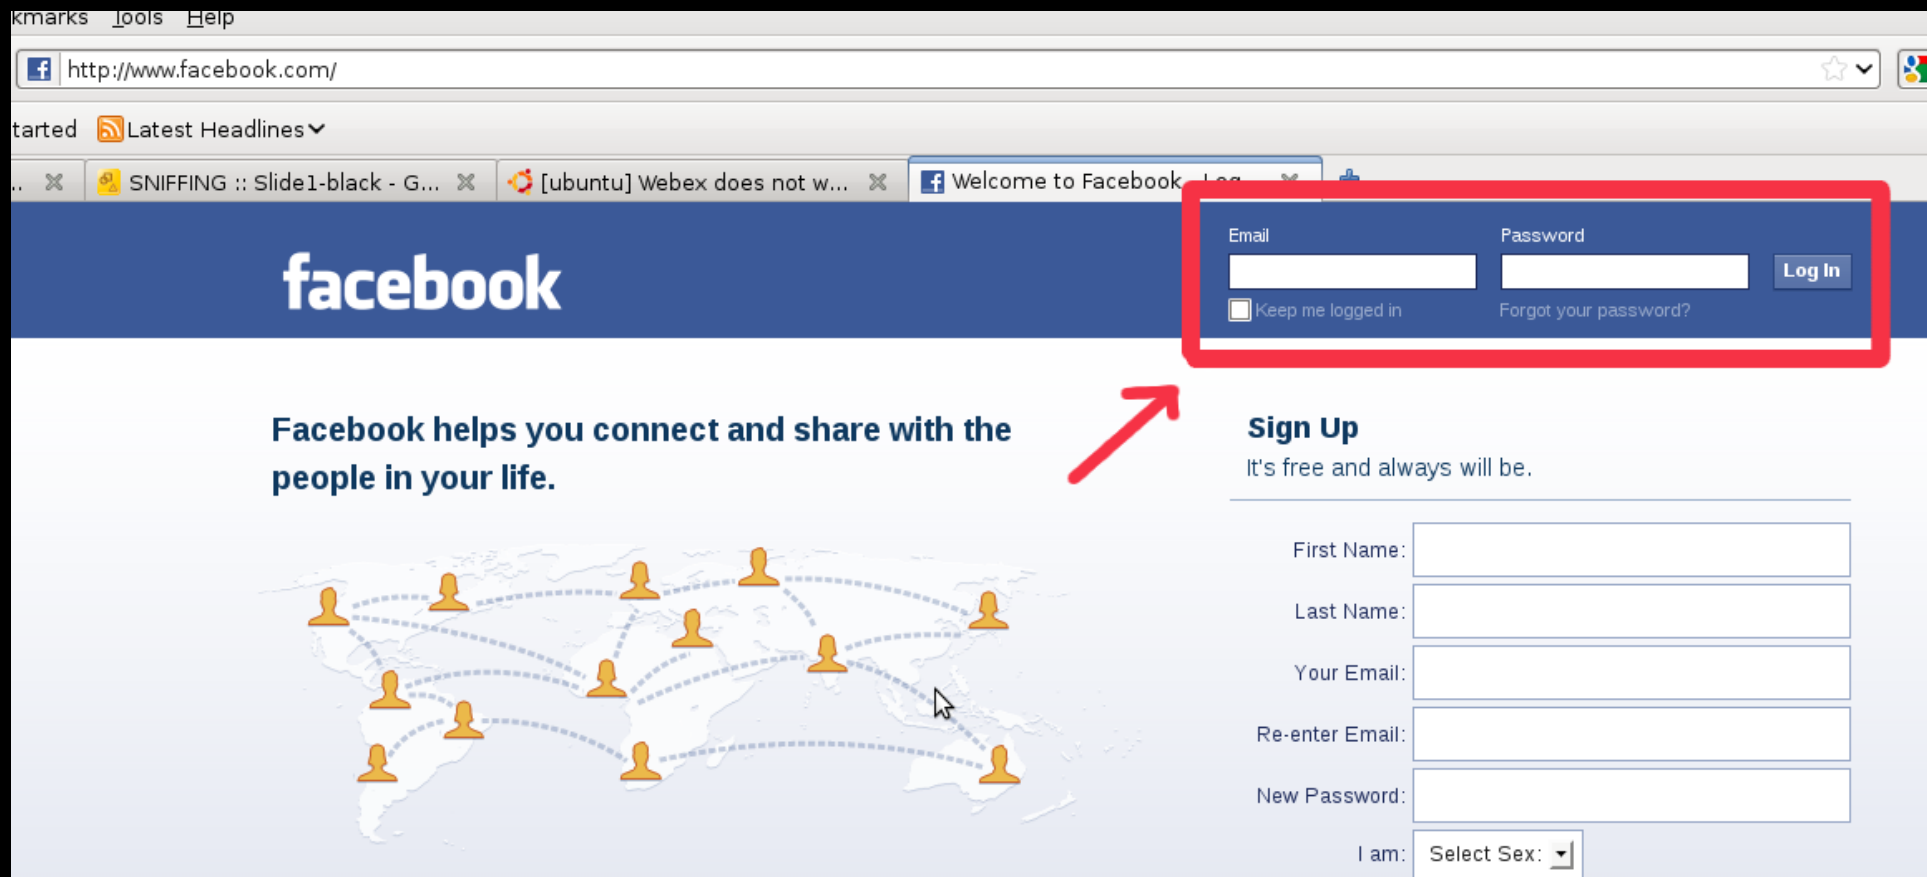 kmarks Tools Help
http://www.facebook.com/
tarted Latest Headlines
.. SNIFFING :: Slide1-black - G... [ubuntu] Webex does not w... Welcome to Facebook - Log
facebook
Email Password
Log In
Keep me logged in Forgot your password?
Facebook helps you connect and share with the
people in your life.
Sign Up
It's free and always will be.
First Name:
Last Name:
Your Email:
Re-enter Email:
New Password:
I am: Select Sex: